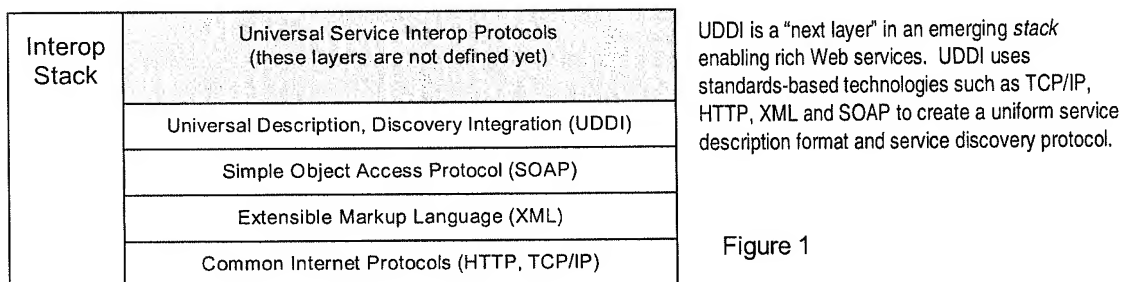 Interop
Stack
Universal Service Interop Protocols
(these layers are not defined yet)
Universal Description, Discovery Integration (UDDI)
Simple Object Access Protocol (SOAP)
Extensible Markup Language (XML)
Common Internet Protocols (HTTP, TCP/IP)
UDDI is a “next layer” in an emerging stack
enabling rich Web services. UDDI uses
standards-based technologies such as TCP/IP,
HTTP, XML and SOAP to create a uniform service
description format and service discovery protocol.
Figure 1